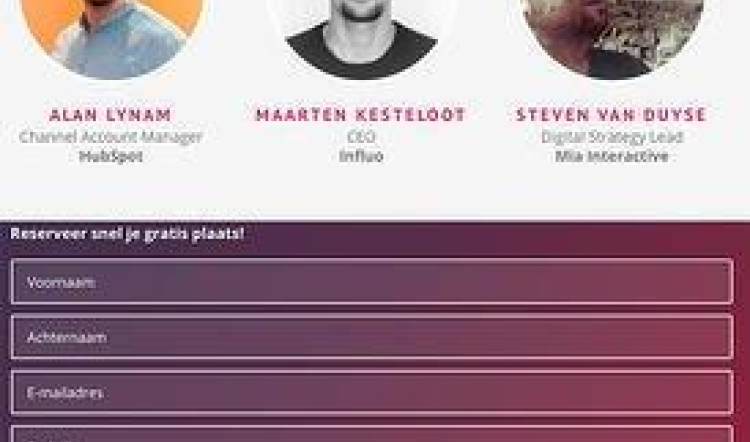 ALAN LYNAM
Channel Account Manager
HubSpot
MAARTEN KESTELOOT
CEO
Influo
STEVEN VAN DUYSE
Digital Strategy Lead
Mia Interactive
Reserveer snel je gratis plaats!
Voornaam
Achternaam
E-mailadres